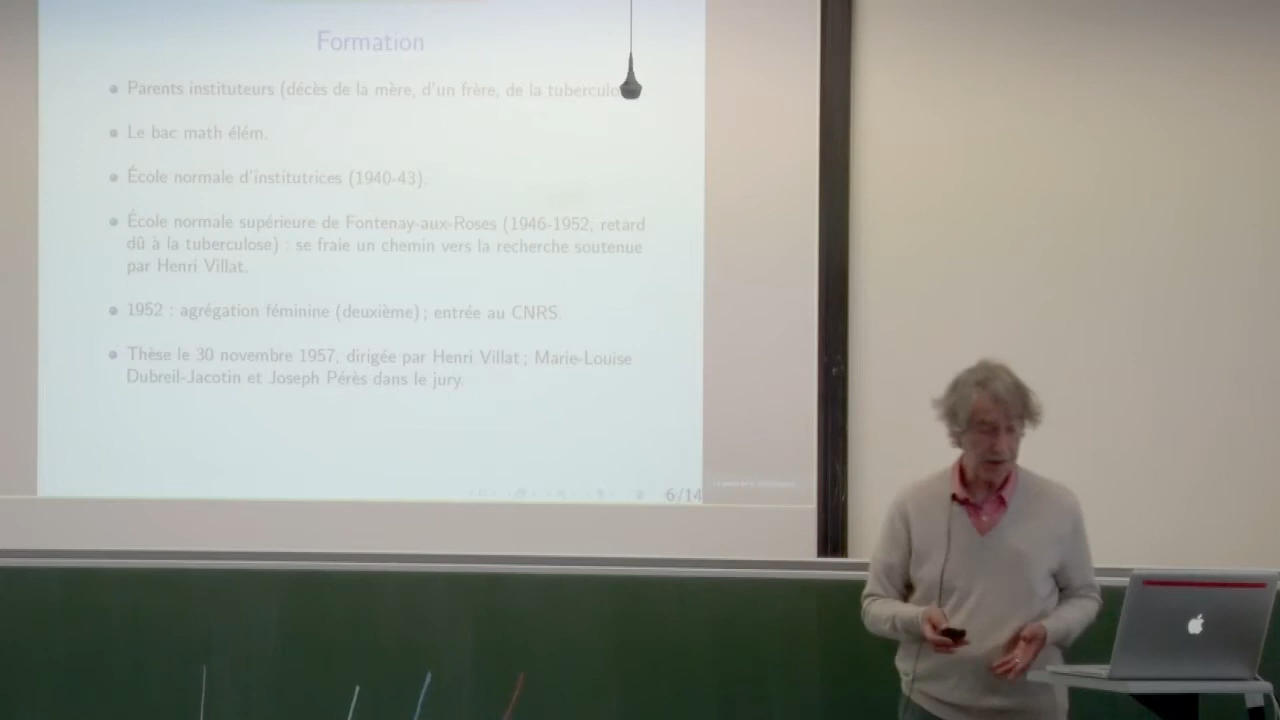 Formation
Parents instituteurs (décès de la mère, d'un frère, de la
Le bac math élém.
École normale d'institutrices (1940-43).
École normale supérieure de Fontenay-aux-Roses (1946-1952, retard
dû à la tuberculose) : se fraie un chemin vers la recherche soutenue
par Henri Villat.
1952 : agrégation féminine (deuxième) ; entrée au CNRS.
Thèse le 30 novembre 1957, dirigée par Henri Villat ; Marie-Louise
Dubreil-Jacotin et Joseph Pérès dans le jury.
6/14